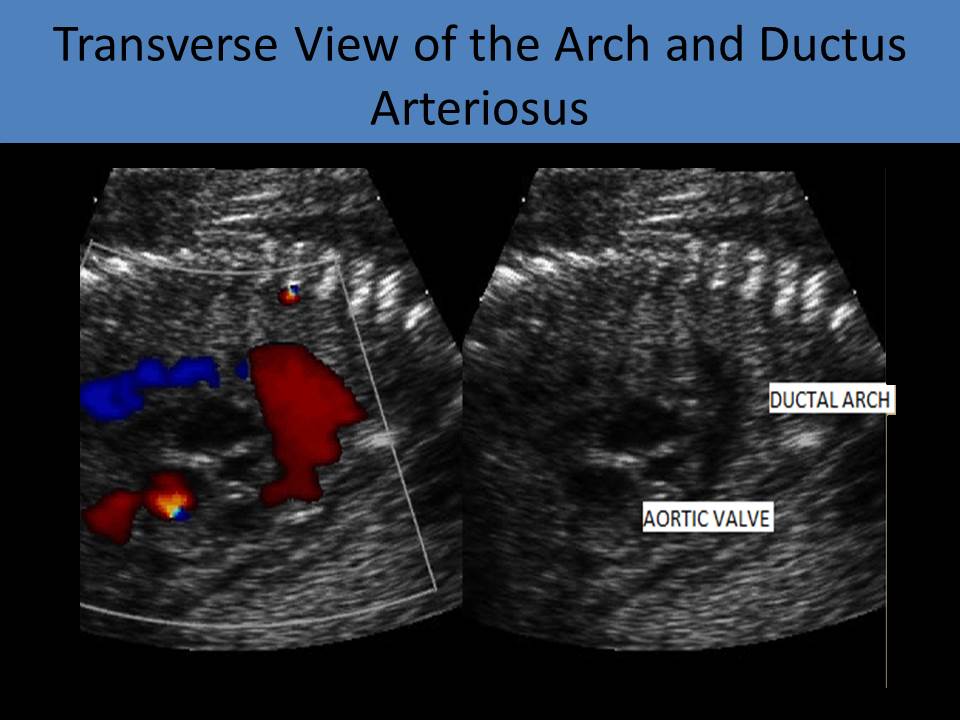 Transverse View of the Arch and Ductus
Arteriosus
DUCTAL ARCH
AORTIC VALVE